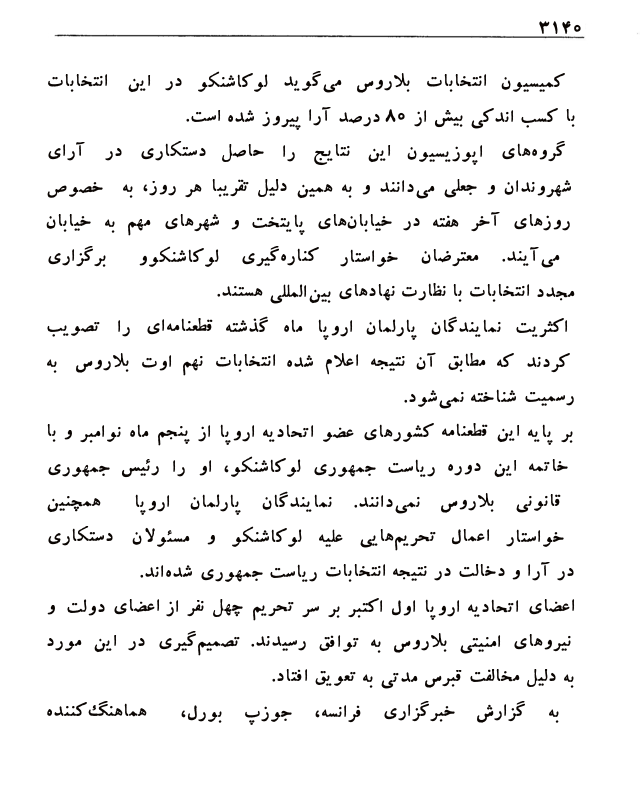 ۳۱۴۰
کمیسیون انتخابات بلاروس می‌گوید لوکاشنکو در این انتخابات
با کسب اندکی بیش از ۸۰ درصد آرا پیروز شده است.
گروه‌های اپوزیسیون این نتایج را حاصل دستکاری در آرای
شهروندان و جعلی می‌دانند و به همین دلیل تقریبا هر روز، به خصوص
روزهای آخر هفته در خیابان‌های پایتخت و شهرهای مهم به خیابان
می‌آیند. معترضان خواستار کناره‌گیری لوکاشنکوو برگزاری
مجدد انتخابات با نظارت نهادهای بین‌المللی هستند.
اکثریت نمایندگان پارلمان اروپا ماه گذشته قطعنامه‌ای را تصویب
کردند که مطابق آن نتیجه اعلام شده انتخابات نهم اوت بلاروس به
رسمیت شناخته نمی‌شود.
بر پایه این قطعنامه کشورهای عضو اتحادیه اروپا از پنجم ماه نوامبر و با
خاتمه این دوره ریاست جمهوری لوکاشنکو، او را رئیس جمهوری
قانونی بلاروس نمی‌دانند. نمایندگان پارلمان اروپا همچنین
خواستار اعمال تحریم‌هایی علیه لوکاشنکو و مسئولان دستکاری
در آرا و دخالت در نتیجه انتخابات ریاست جمهوری شده‌اند.
اعضای اتحادیه اروپا اول اکتبر بر سر تحریم چهل نفر از اعضای دولت و
نیروهای امنیتی بلاروس به توافق رسیدند. تصمیم‌گیری در این مورد
به دلیل مخالفت قبرس مدتی به تعویق افتاد.
به گزارش خبرگزاری فرانسه، جوزپ بورل، هماهنگ‌کننده